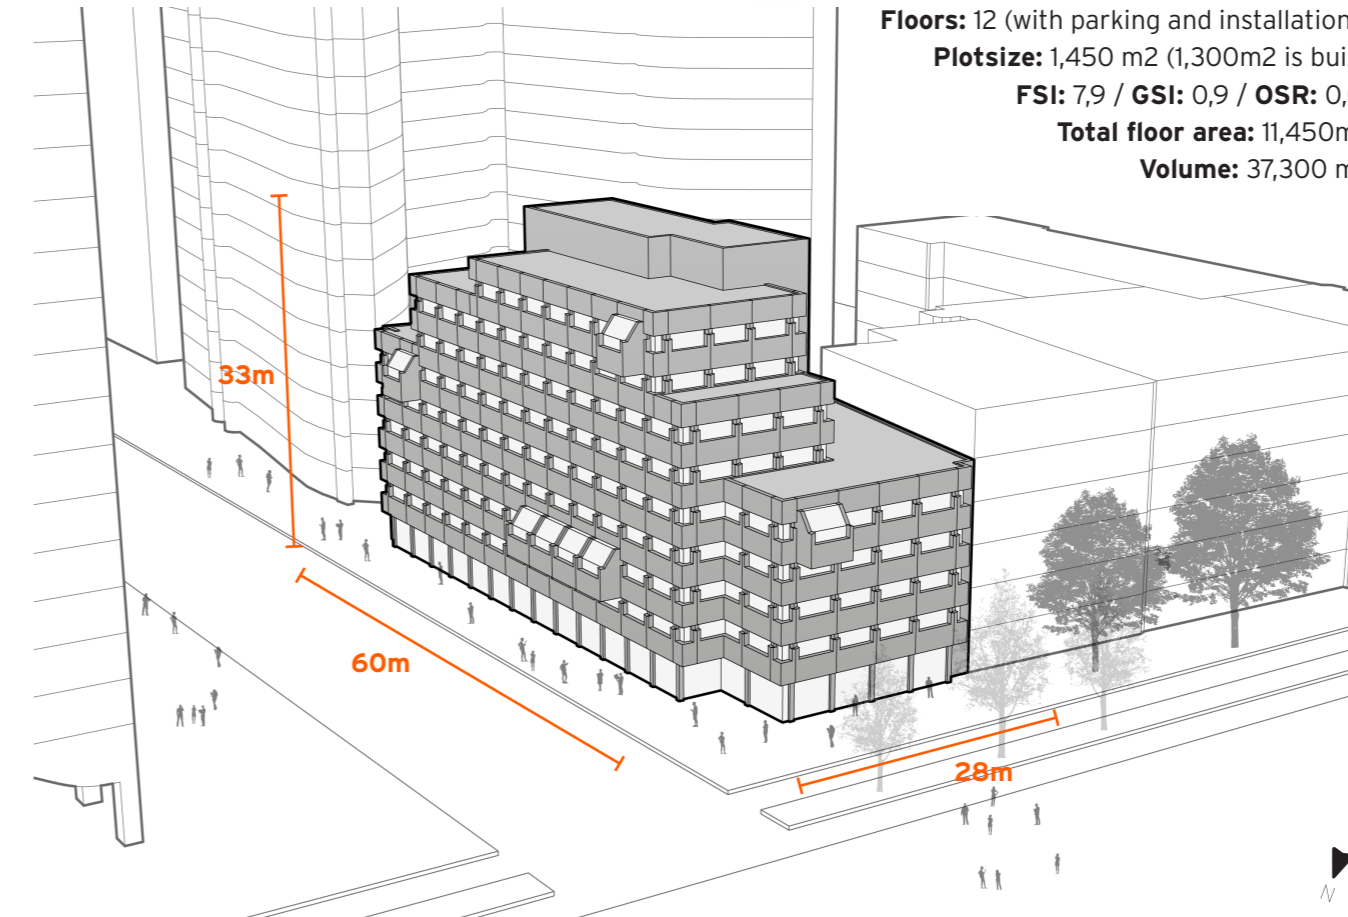 Floors: 12 (with parking and installation
Plotsize: 1,450 m2 (1,300m2 is bui
FSI: 7,9 / GSI: 0,9 / OSR: 0,
Total floor area: 11,450m
Volume: 37,300 m
33m
60m
28m
N